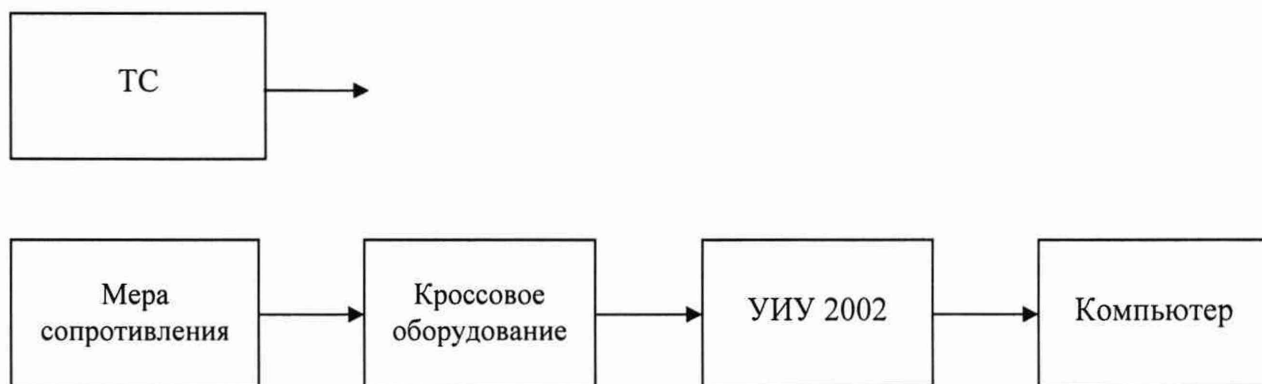 ТС
Мера
сопротивления
Кроссовое
оборудование
УИУ 2002
Компьютер